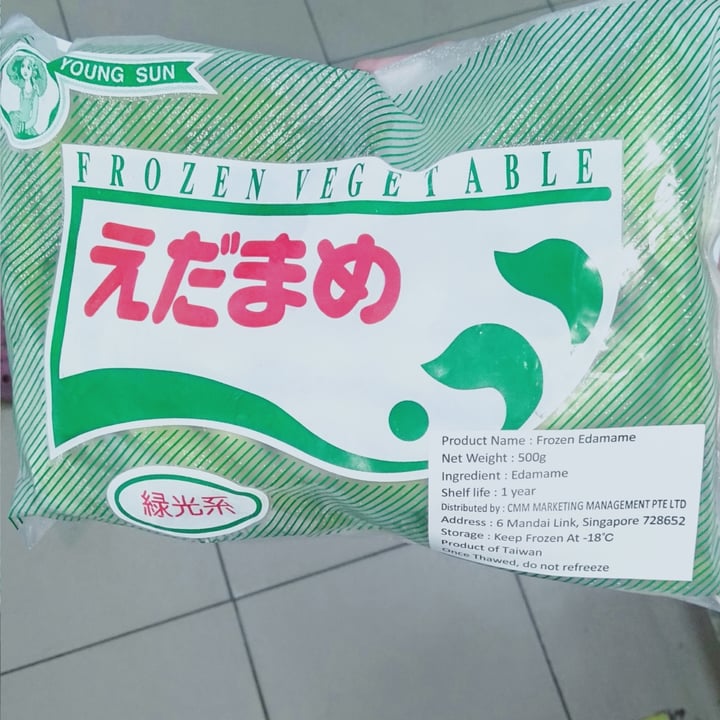 YOUNG SUN
FROZEN VEGETABLE
えだまめ
緑光系
Product Name : Frozen Edamame
Net Weight : 500g
Ingredient : Edamame
Shelf life : 1 year
Distributed by : CMM MARKETING MANAGEMENT PTE LTD
Address : 6 Mandai Link, Singapore 728652
Storage : Keep Frozen At -18°C
Product of Taiwan
Once Thawed, do not refreeze